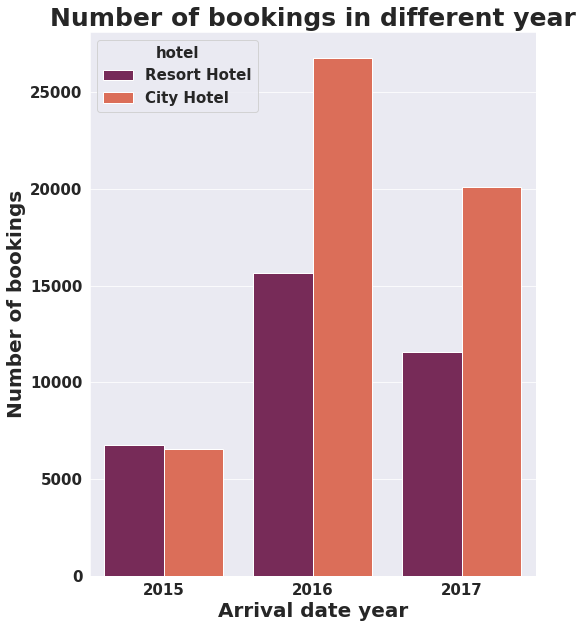 Number of bookings in different year
hotel
Resort Hotel
City Hotel
25000
20000
15000
10000
5000
0
Number of bookings
2015 2016 2017
Arrival date year